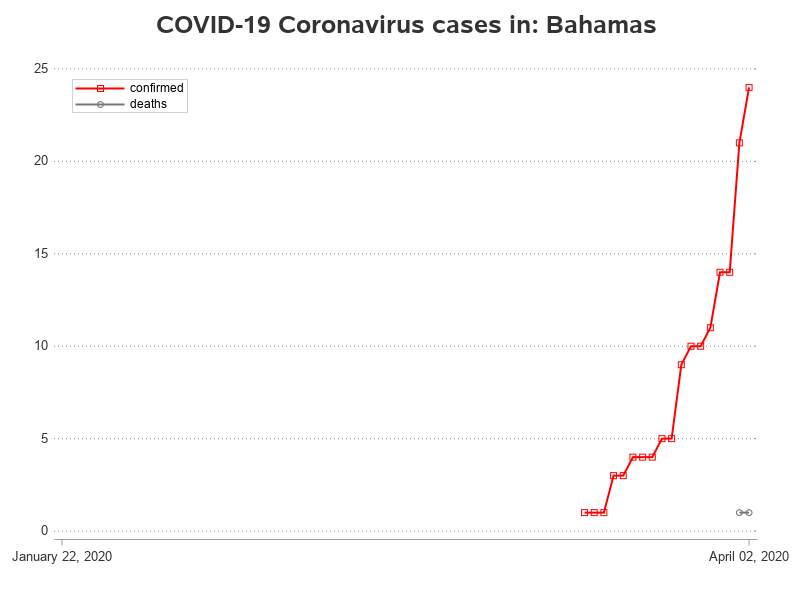 COVID-19 Coronavirus cases in: Bahamas
25
confirmed
deaths
20
15
10
5
0
January 22, 2020
April 02, 2020